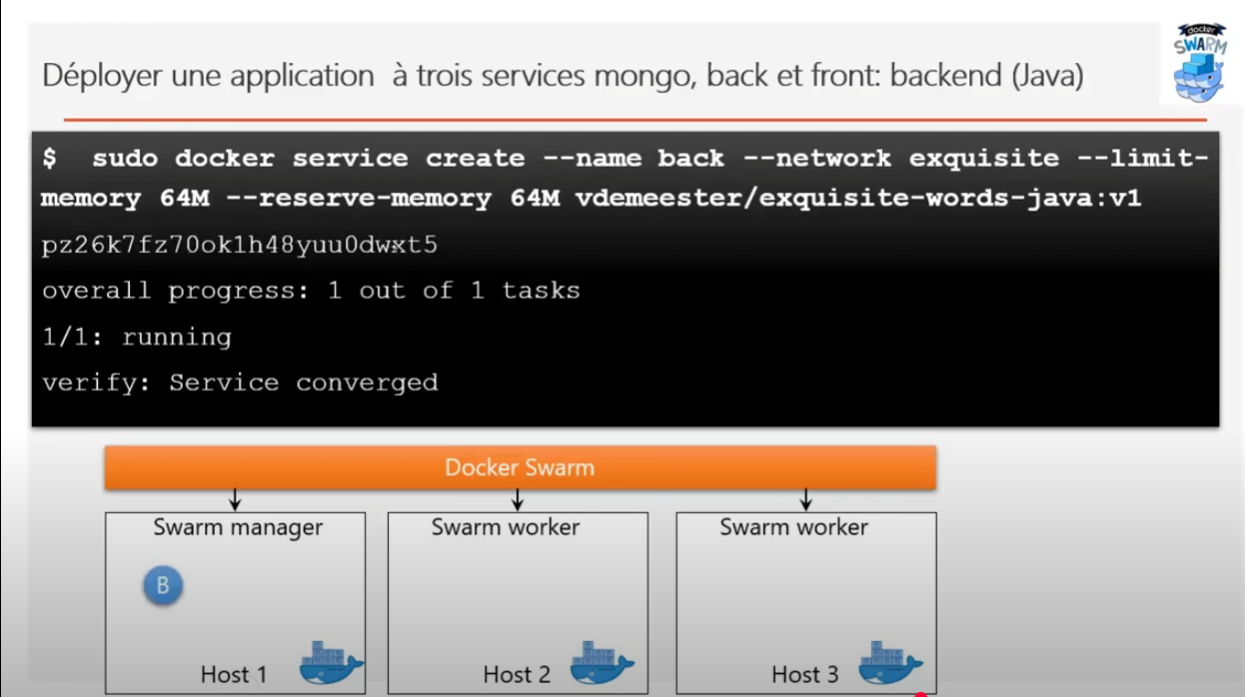 docker
SWARM
Déployer une application à trois services mongo, back et front: backend (Java)
$ sudo docker service create --name back --network exquisite --limit-
memory 64M --reserve-memory 64M vdemeester/exquisite-words-java:v1
pz26k7fz70ok1h48yuu0dwxt5
overall progress: 1 out of 1 tasks
1/1: running
verify: Service converged
Docker Swarm
Swarm manager
Swarm worker
Swarm worker
B
Host 1
Host 2
Host 3